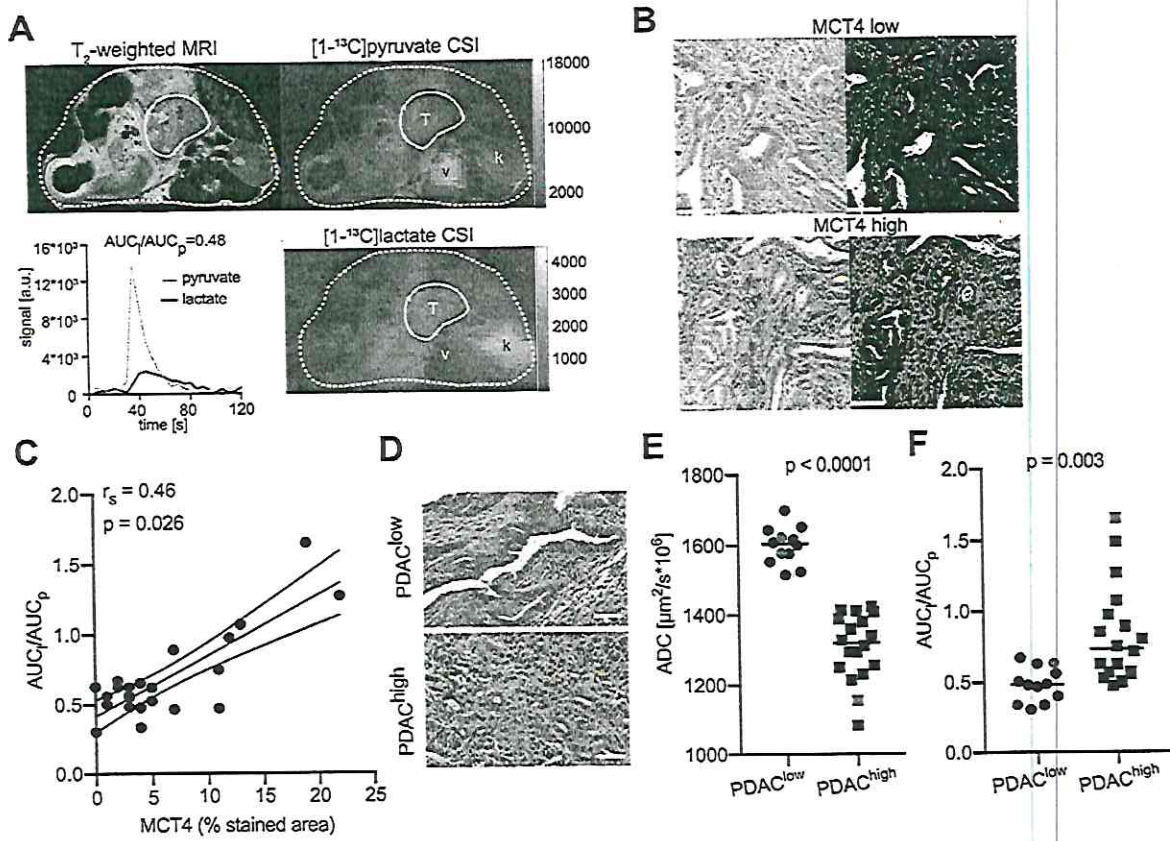 A
T2-weighted MRI
[1-¹³C]pyruvate CSI
T
k
v
18000
10000
2000
16*10³
12*10³
8*10³
4*10³
0
signal [a.u.]
AUCl/AUCp=0.48
pyruvate
lactate
0 40 80 120
time [s]
[1-¹³C]lactate CSI
T
k
v
4000
3000
2000
1000
B
MCT4 low
MCT4 high
C
rs = 0.46
p = 0.026
2.0
1.5
1.0
0.5
0.0
AUCl/AUCp
0 5 10 15 20 25
MCT4 (% stained area)
D
PDAClow
PDAChigh
E
p < 0.0001
1800
1600
1400
1200
1000
ADC [µm²/s*10⁶]
PDAClow
PDAChigh
F
p = 0.003
2.0
1.5
1.0
0.5
0.0
AUCl/AUCp
PDAClow
PDAChigh